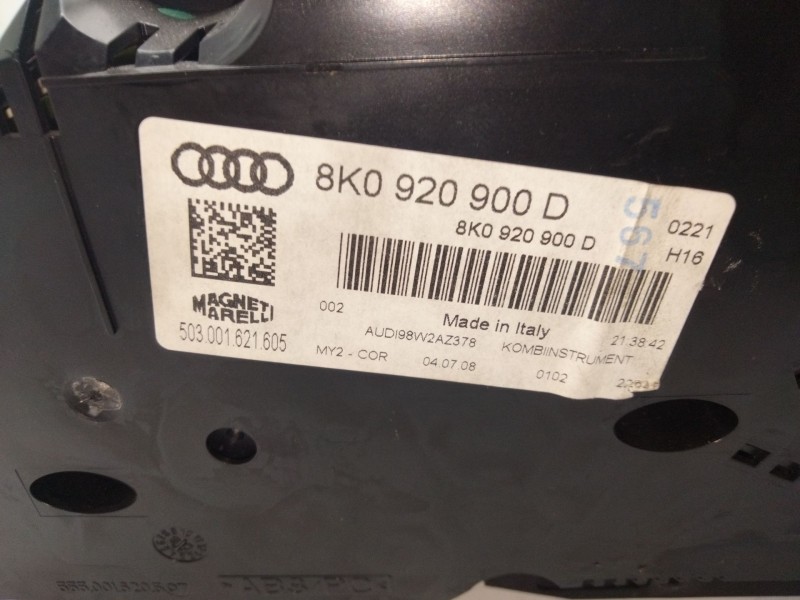 8K0 920 900 D
8K0 920 900 D
567
0221
H16
MAGNETI
MARELLI
503.001.621.605
002
Made in Italy
21.38.42
AUDI98W2AZ378
KOMBIINSTRUMENT
MY2 - COR
04.07.08
0102